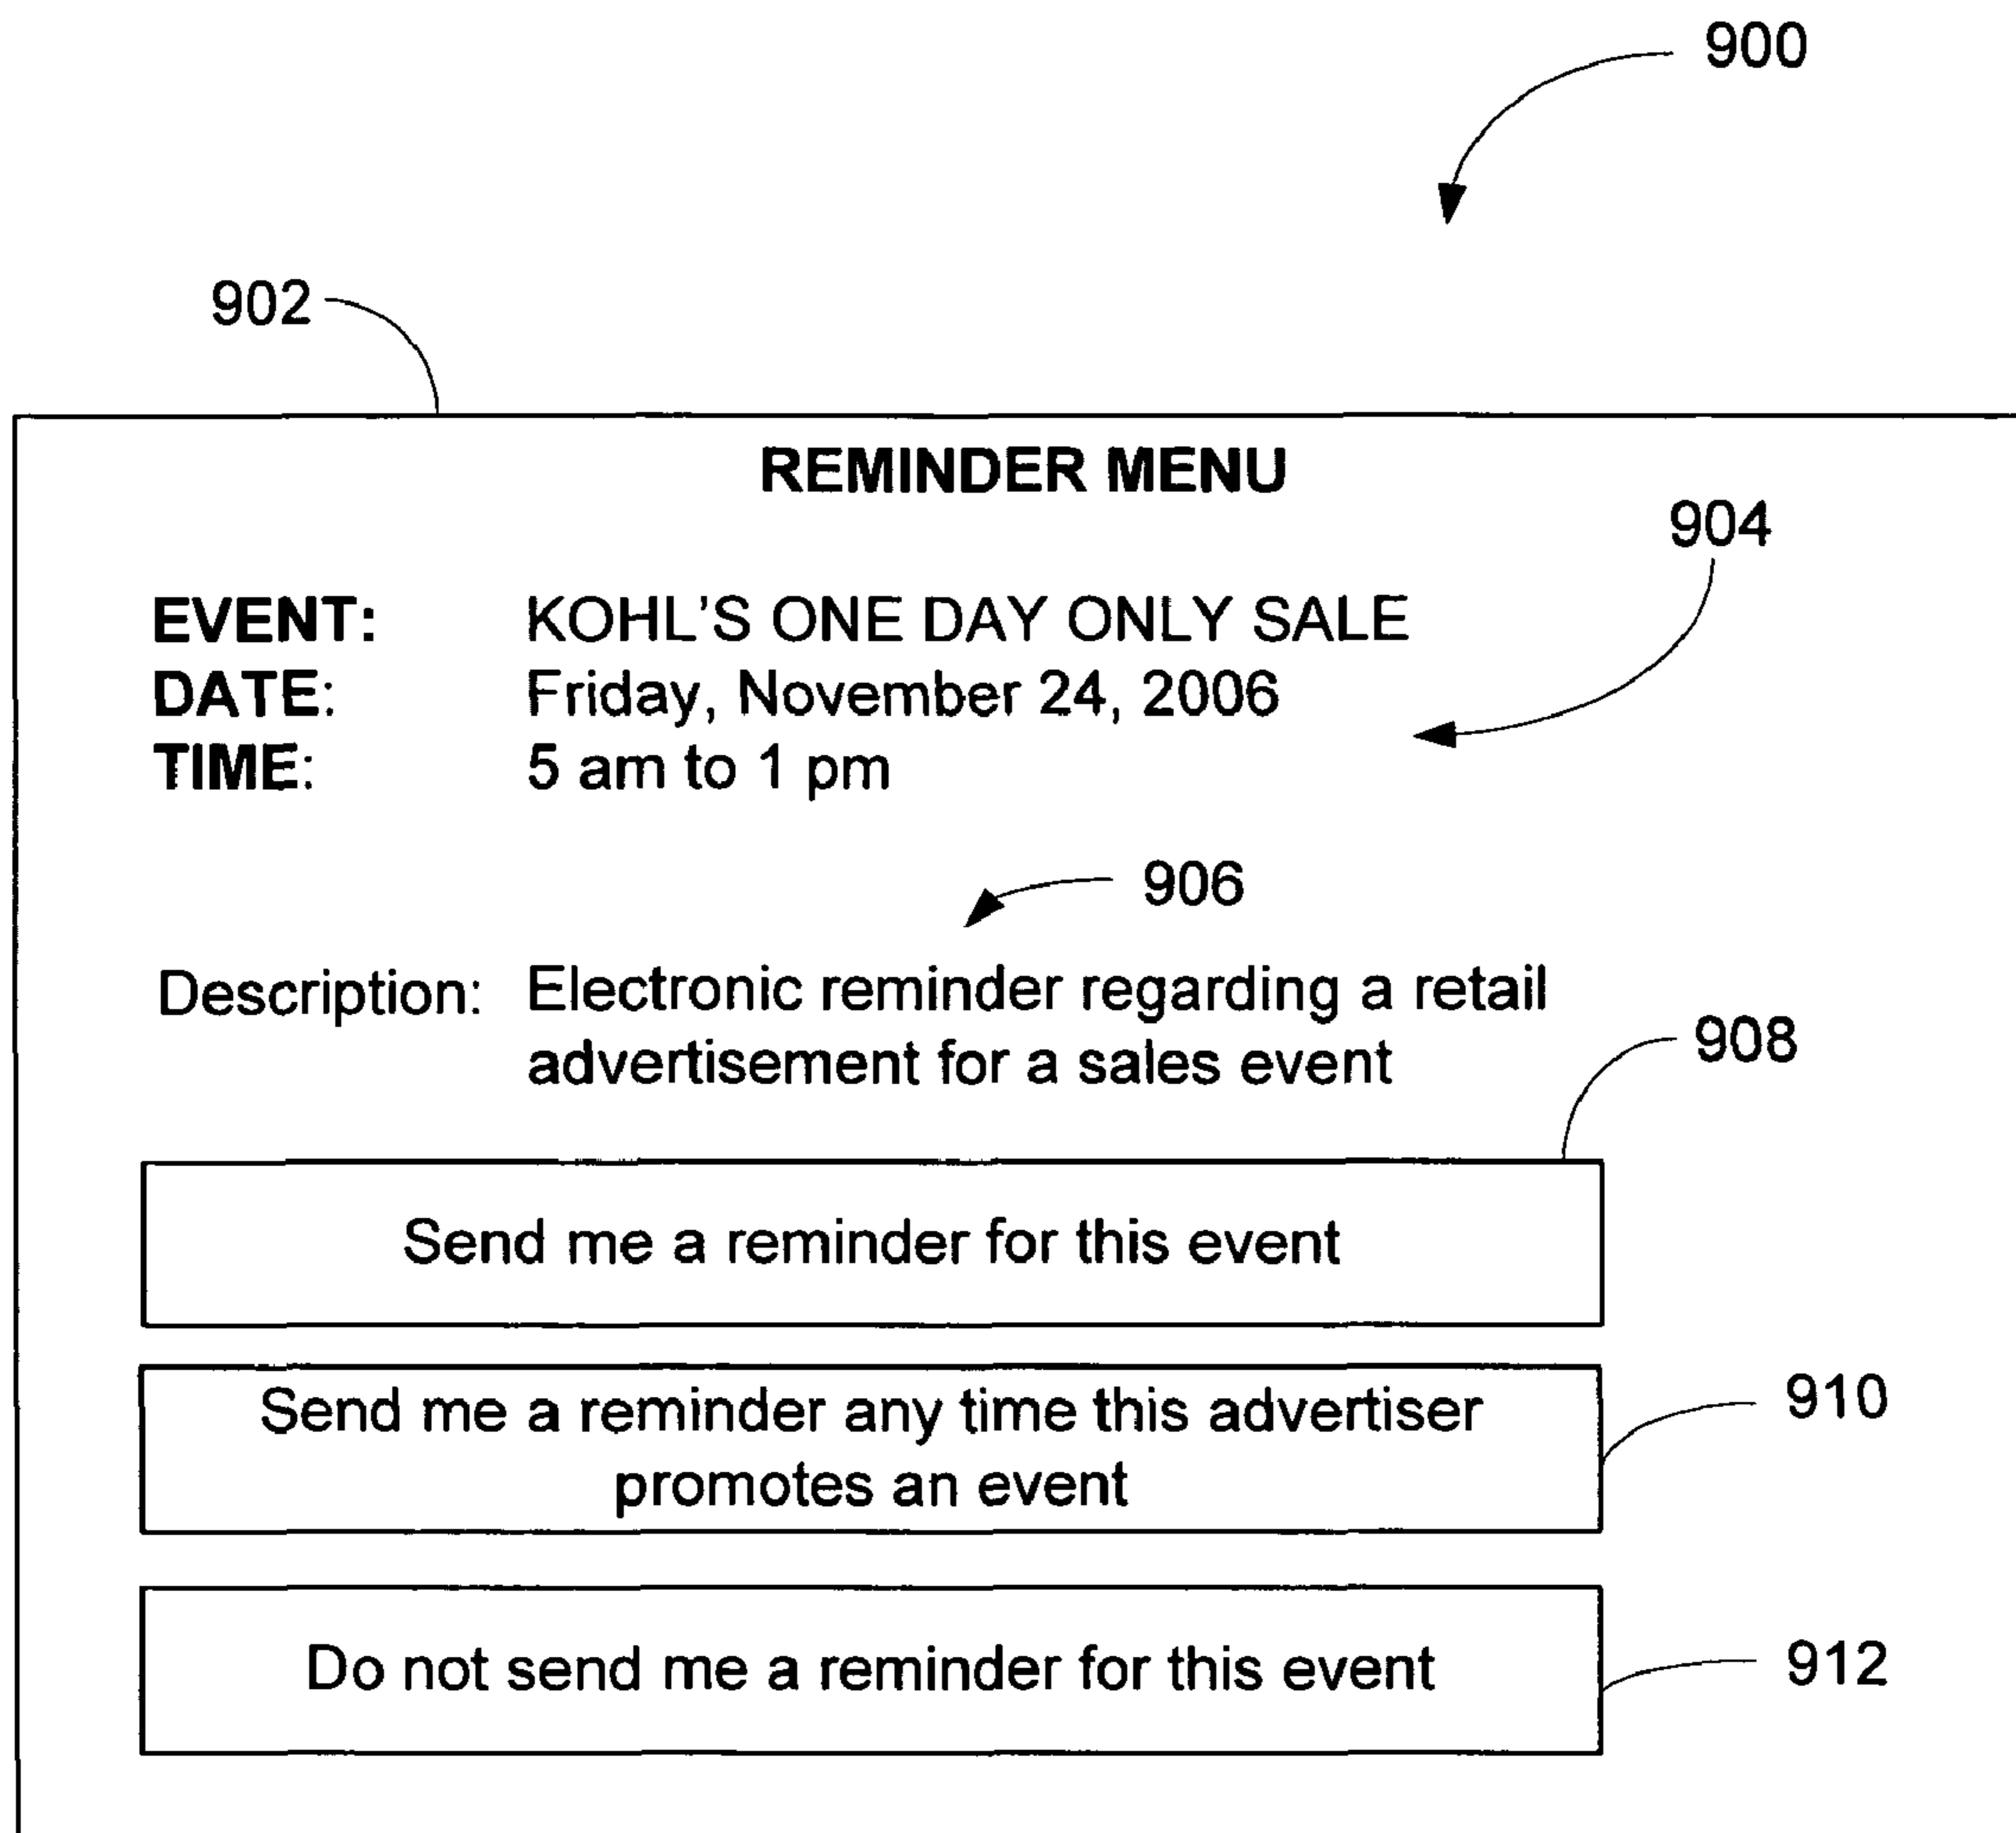 900
902
REMINDER MENU
904
EVENT: KOHL'S ONE DAY ONLY SALE
DATE: Friday, November 24, 2006
TIME: 5 am to 1 pm
906
Description: Electronic reminder regarding a retail
advertisement for a sales event
908
Send me a reminder for this event
Send me a reminder any time this advertiser
promotes an event
910
Do not send me a reminder for this event
912